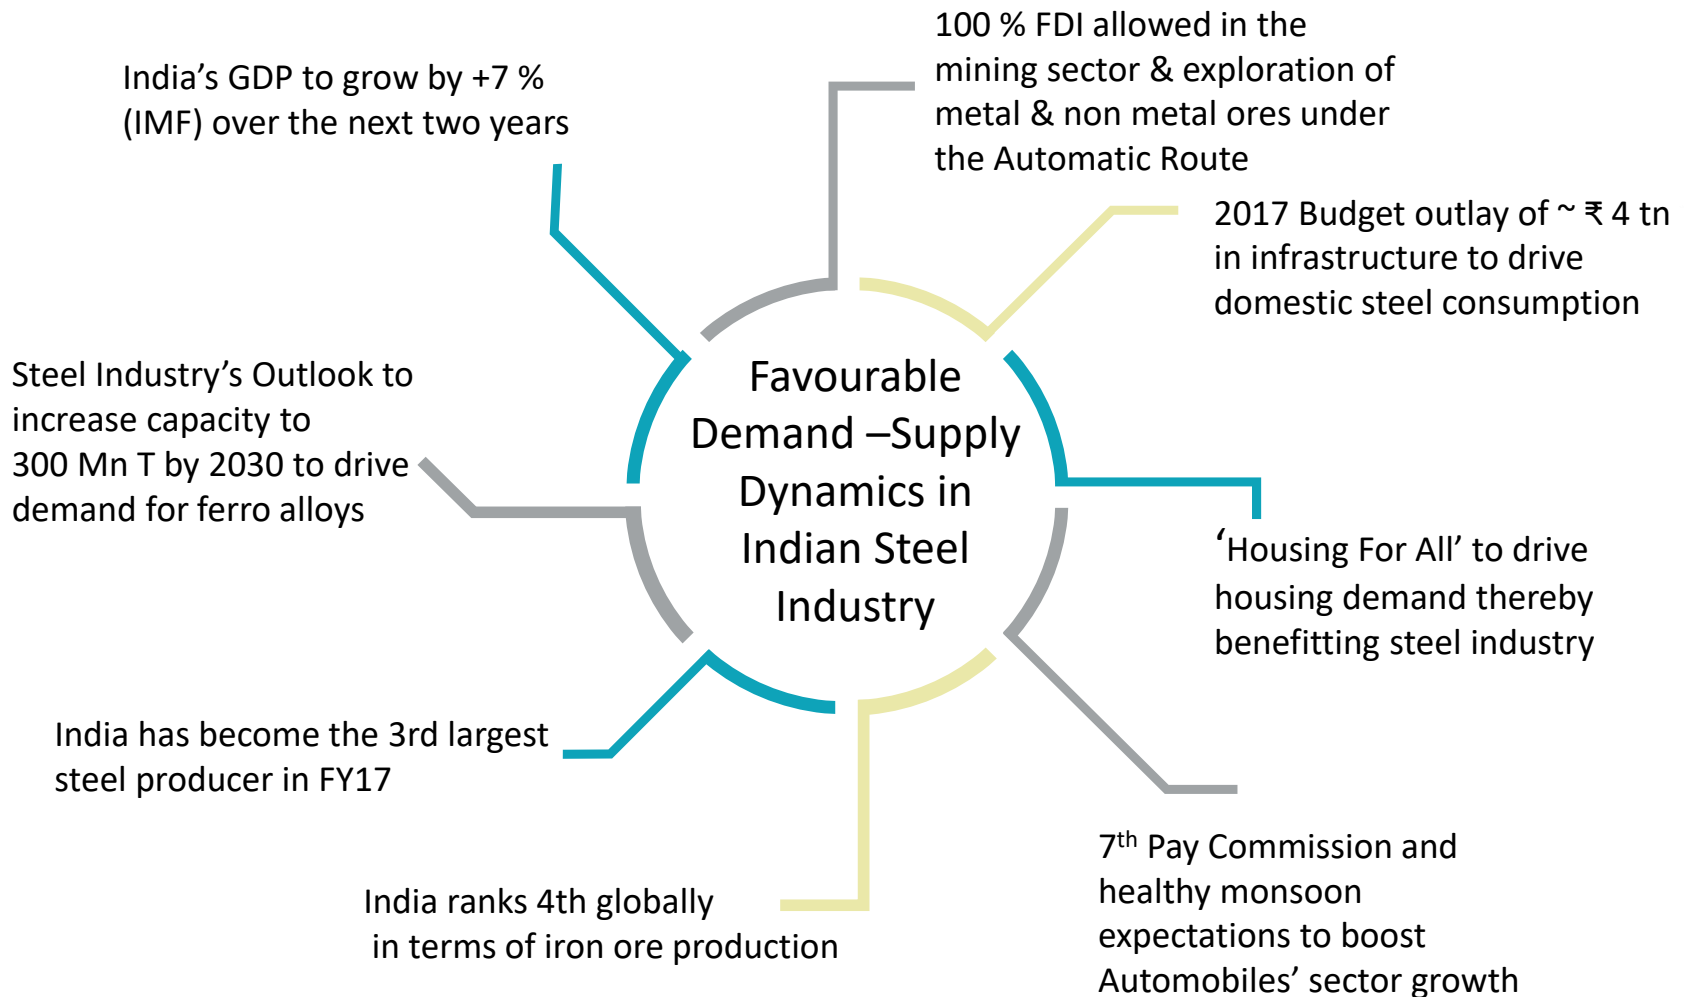 100 % FDI allowed in the
mining sector & exploration of
metal & non metal ores under
the Automatic Route
India’s GDP to grow by +7 %
(IMF) over the next two years
2017 Budget outlay of ~ ₹ 4 tn
in infrastructure to drive
domestic steel consumption
Steel Industry’s Outlook to
increase capacity to
300 Mn T by 2030 to drive
demand for ferro alloys
Favourable
Demand –Supply
Dynamics in
Indian Steel
Industry
‘Housing For All’ to drive
housing demand thereby
benefitting steel industry
India has become the 3rd largest
steel producer in FY17
7th Pay Commission and
healthy monsoon
expectations to boost
Automobiles’ sector growth
India ranks 4th globally
in terms of iron ore production